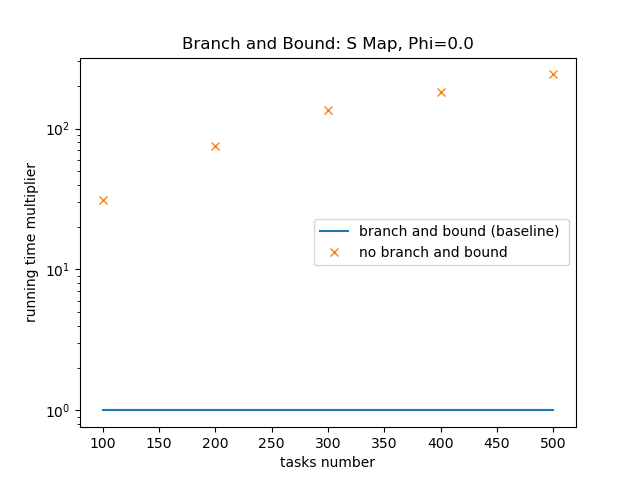 Branch and Bound: S Map, Phi=0.0
running time multiplier
10²
10¹
10⁰
branch and bound (baseline)
no branch and bound
100 150 200 250 300 350 400 450 500
tasks number